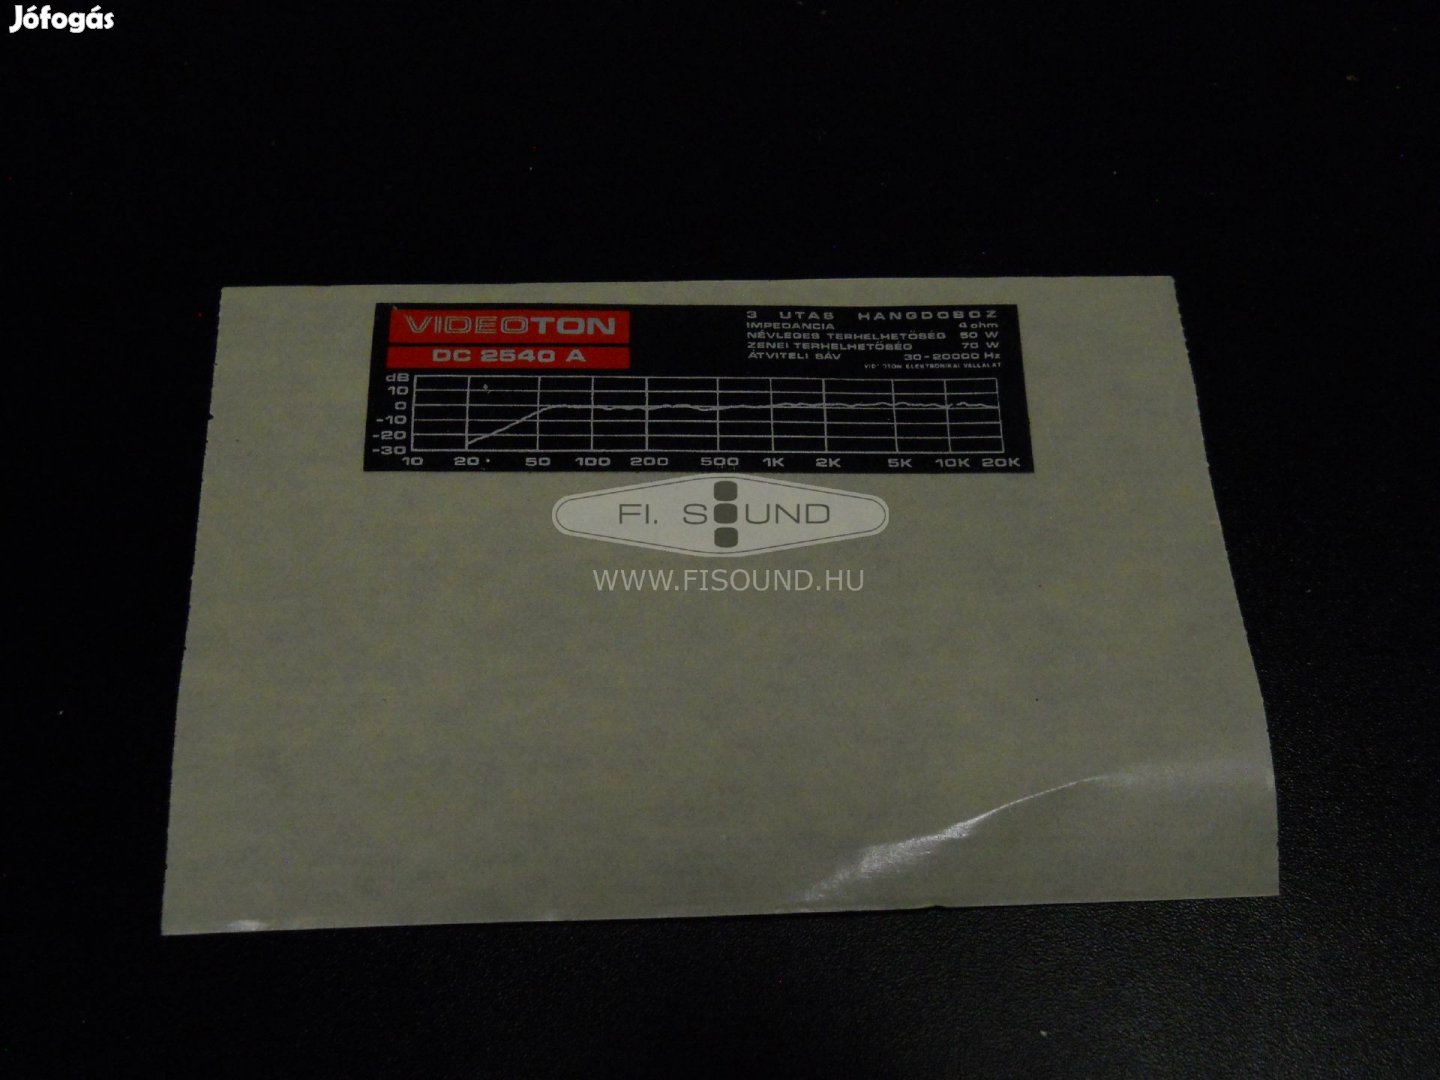 Jófogás
VIDEOTON
DC 2540 A
3 UTAS HANGDOBOZ
IMPEDANCIA 4 ohm
NÉVLEGES TERHELHETŐSÉG 50 W
ZENEI TERHELHETŐSÉG 70 W
ÁTVITELI SÁV 30-20000 Hz
ELEKTRONIKAI VÁLLALAT
dB
10
0
-10
-20
-30
10 20 50 100 200 500 1K 2K 5K 10K 20K
FI. SOUND
WWW.FISOUND.HU